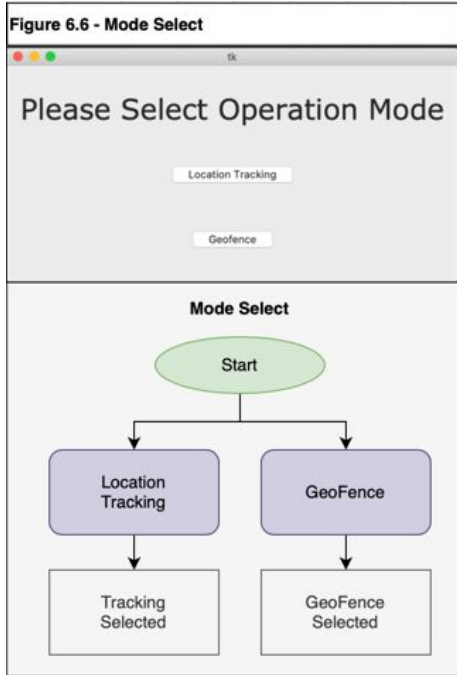 Figure 6.6 - Mode Select
tk
Please Select Operation Mode
Location Tracking
Geofence
Mode Select
Start
Location
Tracking
GeoFence
Tracking
Selected
GeoFence
Selected